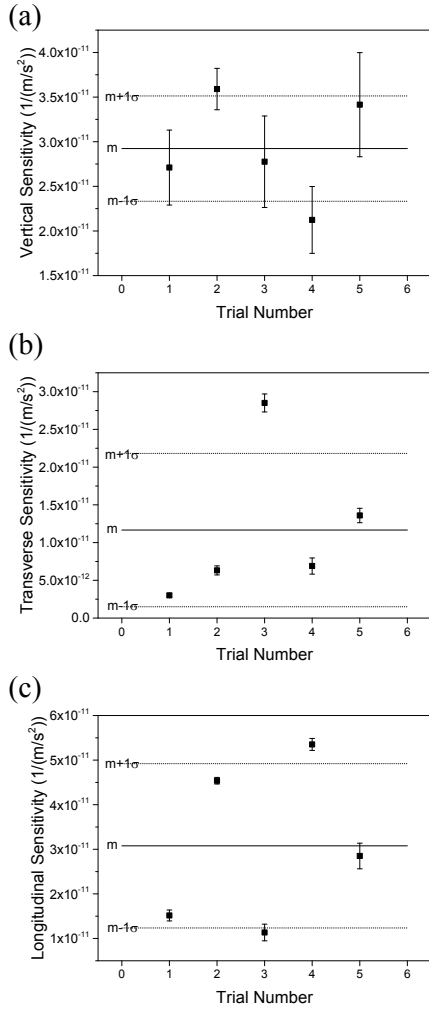 (a)
Vertical Sensitivity (1/(m/s²))
4.0x10⁻¹¹
m+1σ
3.5x10⁻¹¹
3.0x10⁻¹¹
m
2.5x10⁻¹¹
m-1σ
2.0x10⁻¹¹
1.5x10⁻¹¹
0 1 2 3 4 5 6
Trial Number
(b)
Transverse Sensitivity (1/(m/s²))
3.0x10⁻¹¹
2.5x10⁻¹¹
m+1σ
2.0x10⁻¹¹
1.5x10⁻¹¹
m
1.0x10⁻¹¹
5.0x10⁻¹²
m-1σ
0.0
0 1 2 3 4 5 6
Trial Number
(c)
Longitudinal Sensitivity (1/(m/s²))
6x10⁻¹¹
5x10⁻¹¹
m+1σ
4x10⁻¹¹
3x10⁻¹¹
m
2x10⁻¹¹
m-1σ
1x10⁻¹¹
0 1 2 3 4 5 6
Trial Number